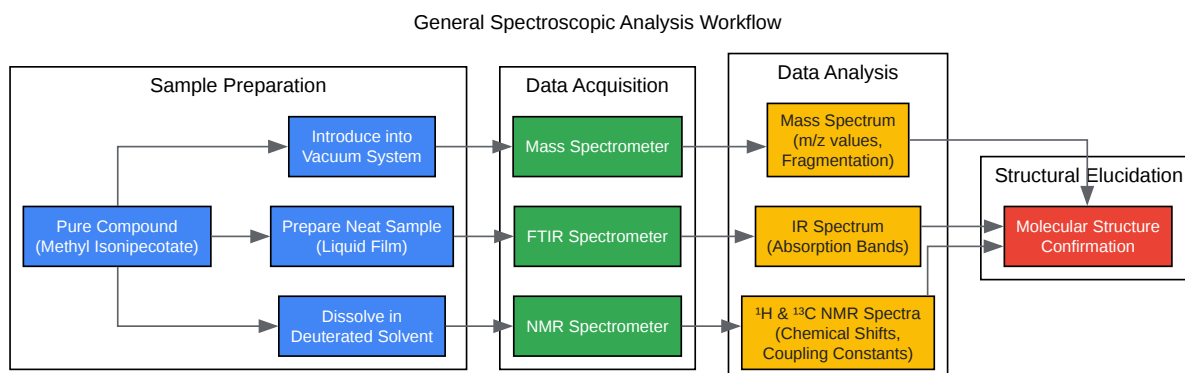 General Spectroscopic Analysis Workflow
Sample Preparation
Introduce into
Vacuum System
Pure Compound
(Methyl Isonipecotate)
Prepare Neat Sample
(Liquid Film)
Dissolve in
Deuterated Solvent
Data Acquisition
Mass Spectrometer
FTIR Spectrometer
NMR Spectrometer
Data Analysis
Mass Spectrum
(m/z values,
Fragmentation)
IR Spectrum
(Absorption Bands)
¹H & ¹³C NMR Spectra
(Chemical Shifts,
Coupling Constants)
Structural Elucidation
Molecular Structure
Confirmation